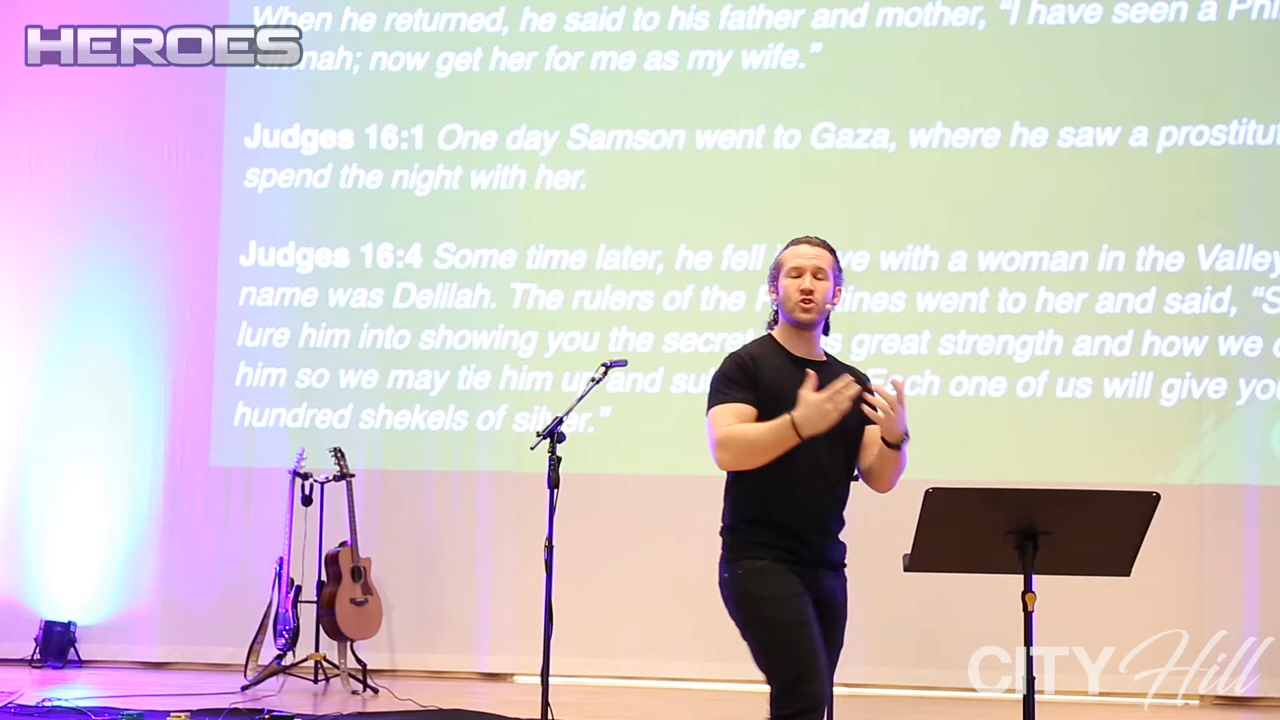 HEROES
When he returned, he said to his father and mother, “I have seen a
now get her for me as my wife.”
Judges 16:1 One day Samson went to Gaza, where he saw a
spend the night with her.
Judges 16:4 Some time later, he fell with a woman in the Valley
name was Delilah. The rulers of the went to her and said,
lure him into showing you the great strength and how we
him so we may tie him up and Each one of us will give
hundred shekels of silver.”
CITY Hill